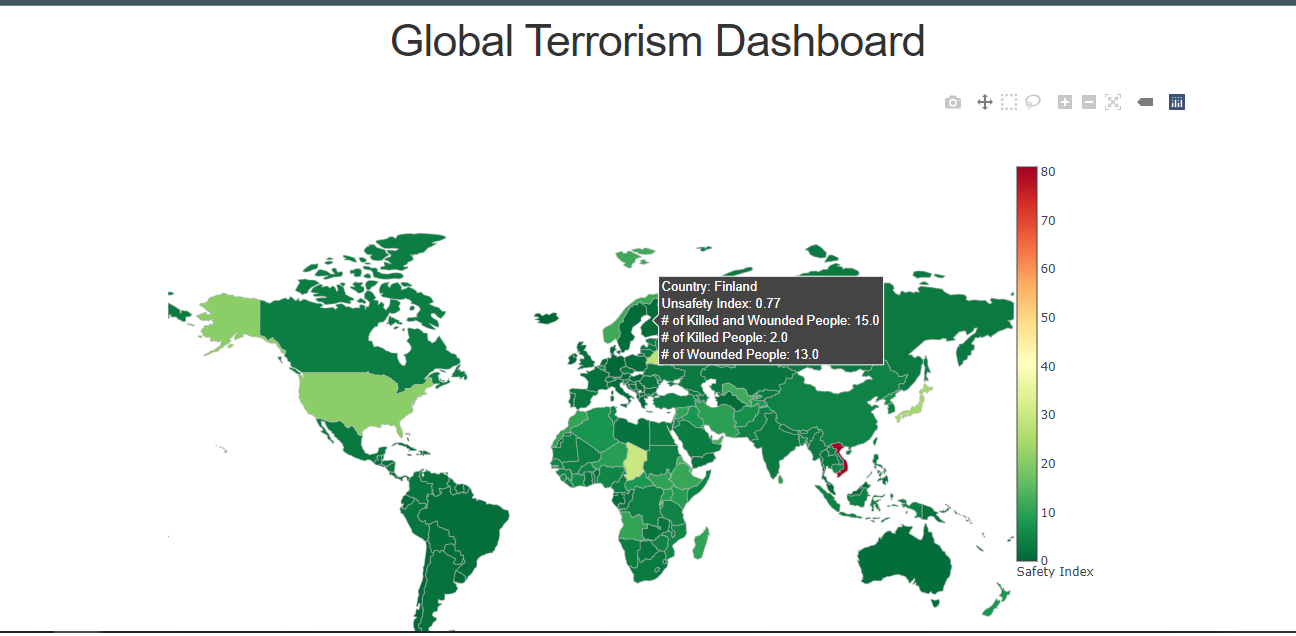 Global Terrorism Dashboard
80
70
60
50
40
30
20
10
0
Safety Index
Country: Finland
Unsafety Index: 0.77
# of Killed and Wounded People: 15.0
# of Killed People: 2.0
# of Wounded People: 13.0